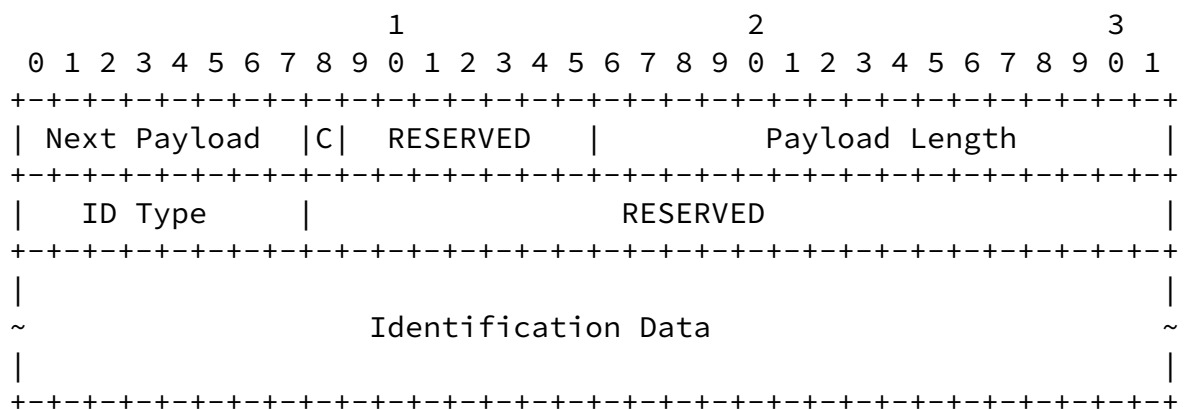 1                   2                   3
 0 1 2 3 4 5 6 7 8 9 0 1 2 3 4 5 6 7 8 9 0 1 2 3 4 5 6 7 8 9 0 1
+-+-+-+-+-+-+-+-+-+-+-+-+-+-+-+-+-+-+-+-+-+-+-+-+-+-+-+-+-+-+-+-+
| Next Payload  |C|  RESERVED   |         Payload Length        |
+-+-+-+-+-+-+-+-+-+-+-+-+-+-+-+-+-+-+-+-+-+-+-+-+-+-+-+-+-+-+-+-+
|   ID Type     |                 RESERVED                      |
+-+-+-+-+-+-+-+-+-+-+-+-+-+-+-+-+-+-+-+-+-+-+-+-+-+-+-+-+-+-+-+-+
|                                                               |
~                   Identification Data                         ~
|                                                               |
+-+-+-+-+-+-+-+-+-+-+-+-+-+-+-+-+-+-+-+-+-+-+-+-+-+-+-+-+-+-+-+-+